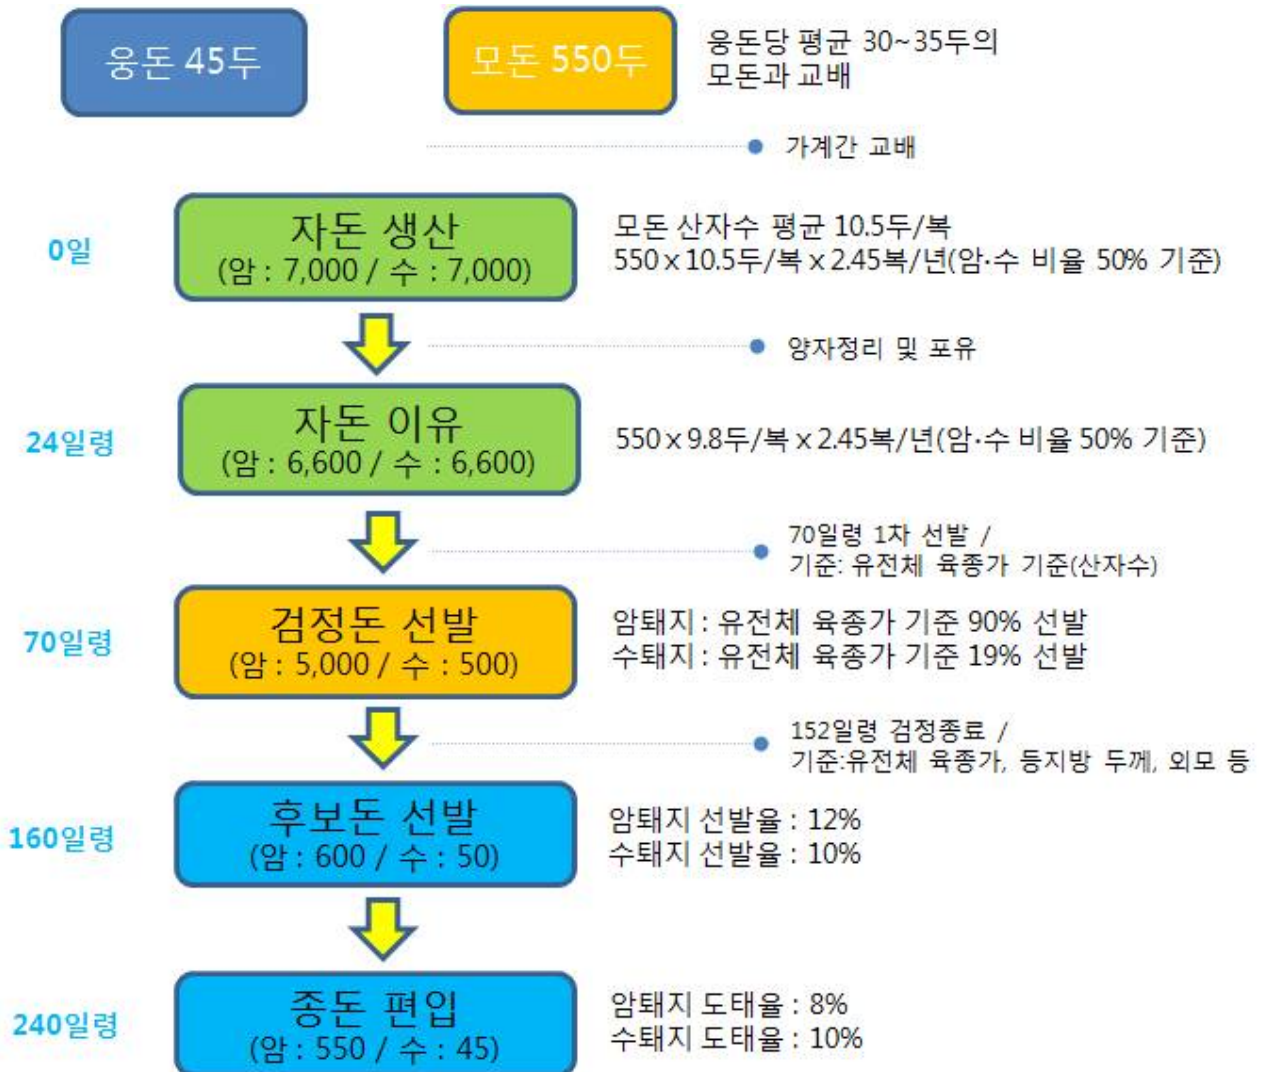 웅돈 45두
모돈 550두
웅돈당 평균 30~35두의
모돈과 교배
가계간 교배
0일
자돈 생산
(암 : 7,000 / 수 : 7,000)
모돈 산자수 평균 10.5두/복
550 x 10.5두/복 x 2.45복/년(암·수 비율 50% 기준)
양자정리 및 포유
24일령
자돈 이유
(암 : 6,600 / 수 : 6,600)
550 x 9.8두/복 x 2.45복/년(암·수 비율 50% 기준)
70일령 1차 선발 /
기준: 유전체 육종가 기준(산자수)
70일령
검정돈 선발
(암 : 5,000 / 수 : 500)
암퇘지 : 유전체 육종가 기준 90% 선발
수퇘지 : 유전체 육종가 기준 19% 선발
152일령 검정종료 /
기준:유전체 육종가, 등지방 두께, 외모 등
160일령
후보돈 선발
(암 : 600 / 수 : 50)
암퇘지 선발율 : 12%
수퇘지 선발율 : 10%
240일령
종돈 편입
(암 : 550 / 수 : 45)
암퇘지 도태율 : 8%
수퇘지 도태율 : 10%